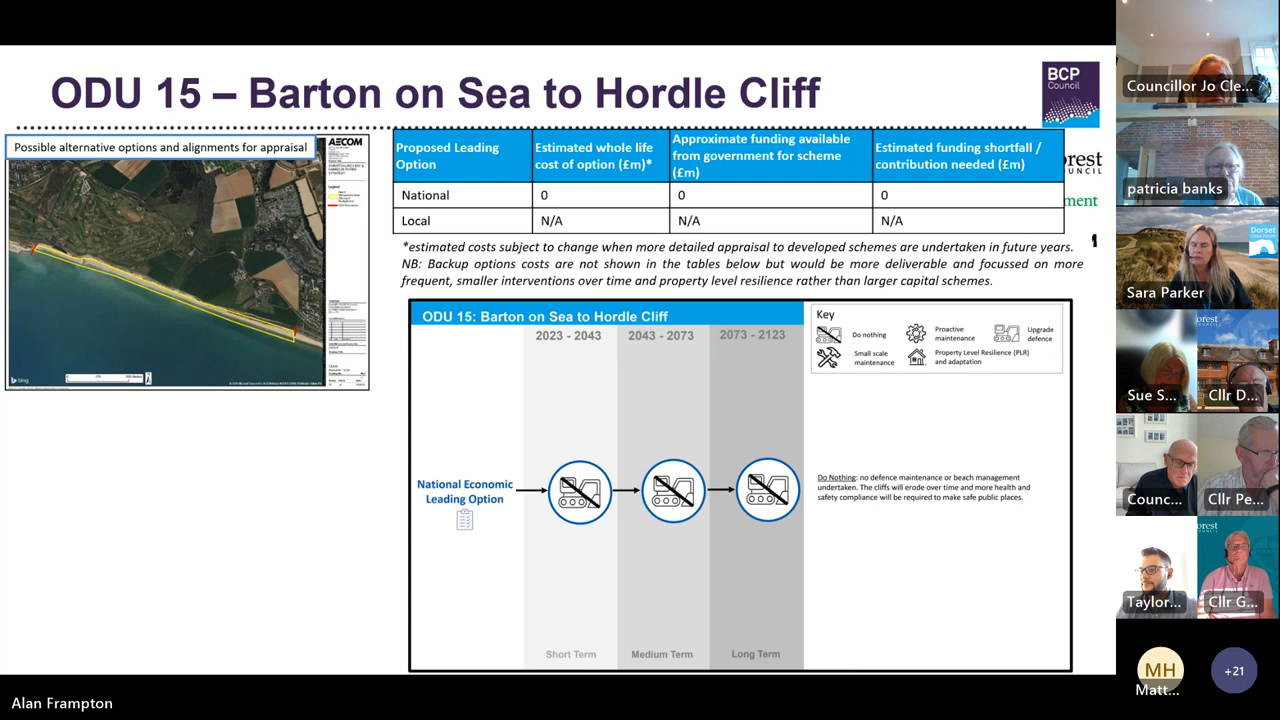 ODU 15 – Barton on Sea to Hordle Cliff
BCP
Council
Possible alternative options and alignments for appraisal
AECOM
Proposed Leading Option
Estimated whole life cost of option (£m)*
Approximate funding available from government for scheme (£m)
Estimated funding shortfall / contribution needed (£m)
National
0
0
0
Local
N/A
N/A
N/A
*estimated costs subject to change when more detailed appraisal to developed schemes are undertaken in future years.
NB: Backup options costs are not shown in the tables below but would be more deliverable and focussed on more
frequent, smaller interventions over time and property level resilience rather than larger capital schemes.
ODU 15: Barton on Sea to Hordle Cliff
2023 - 2043
2043 - 2073
2073 - 2123
Key
Do nothing
Proactive
maintenance
Upgrade
defence
Small scale
maintenance
Property Level Resilience (PLR)
and adaptation
National Economic
Leading Option
Do Nothing: no defence maintenance or beach management
undertaken. The cliffs will erode over time and more health and
safety compliance will be required to make safe public places.
Short Term
Medium Term
Long Term
bing
Councillor Jo Cle...
patricia banks
Dorset
Sara Parker
Sue S...
Cllr D...
Counc...
Cllr Pe...
Taylor...
Cllr G...
MH
Matt...
+21
Alan Frampton